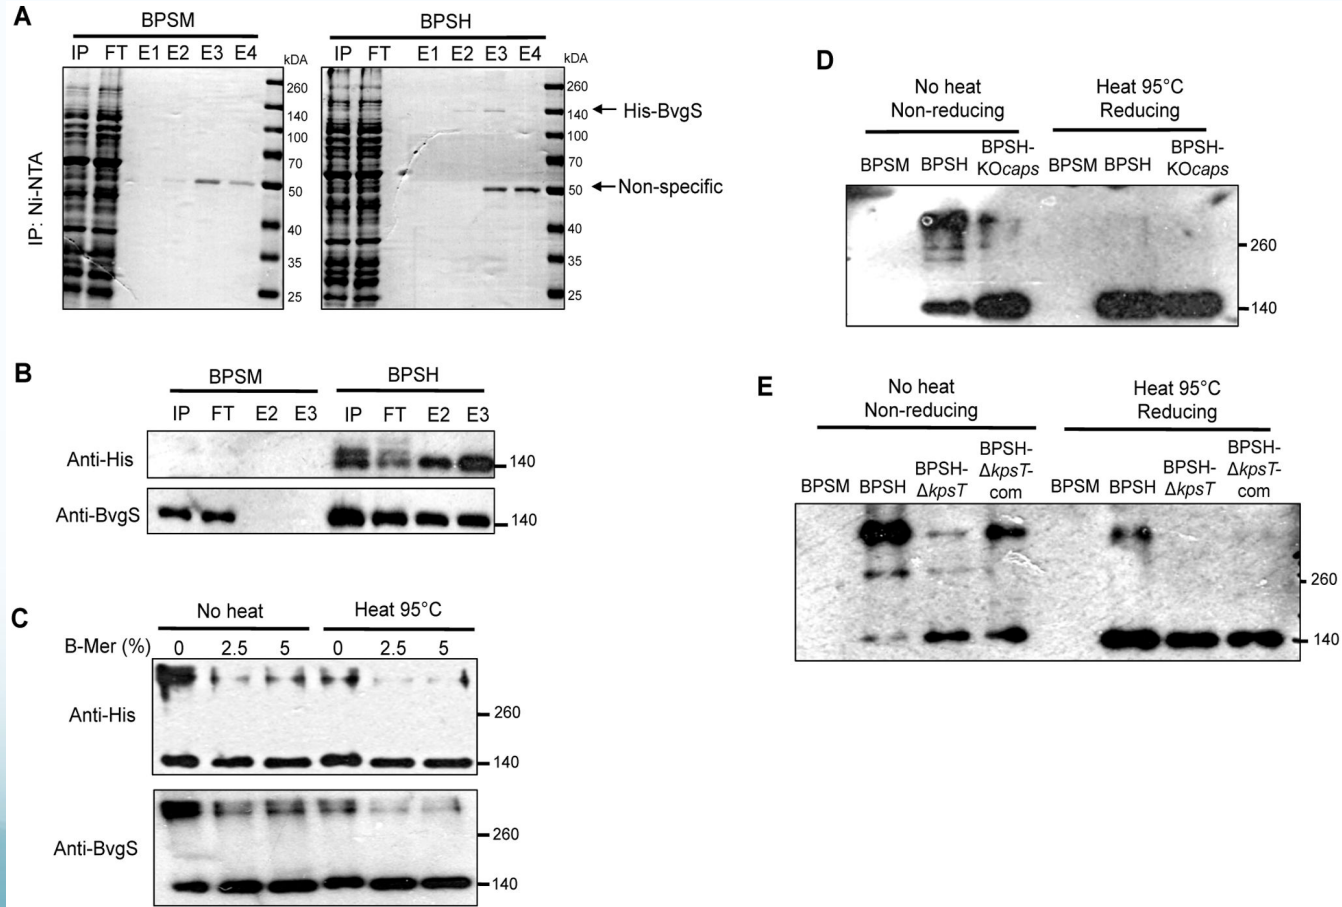 A
BPSM
BPSH
IP FT E1 E2 E3 E4 kDA
IP FT E1 E2 E3 E4 kDA
IP: Ni-NTA
260
140
100
70
50
40
35
25
260
140
100
70
50
40
35
25
His-BvgS
Non-specific
B
BPSM
BPSH
IP FT E2 E3
IP FT E2 E3
Anti-His
140
Anti-BvgS
140
C
No heat
Heat 95°C
B-Mer (%) 0 2.5 5 0 2.5 5
Anti-His
260
140
Anti-BvgS
260
140
D
No heat
Non-reducing
Heat 95°C
Reducing
BPSM BPSH BPSH-
KOcaps
BPSM BPSH BPSH-
KOcaps
260
140
E
No heat
Non-reducing
Heat 95°C
Reducing
BPSM BPSH BPSH-
ΔkpsT
BPSH-
ΔkpsT-
com
BPSM BPSH BPSH-
ΔkpsT
BPSH-
ΔkpsT-
com
260
140